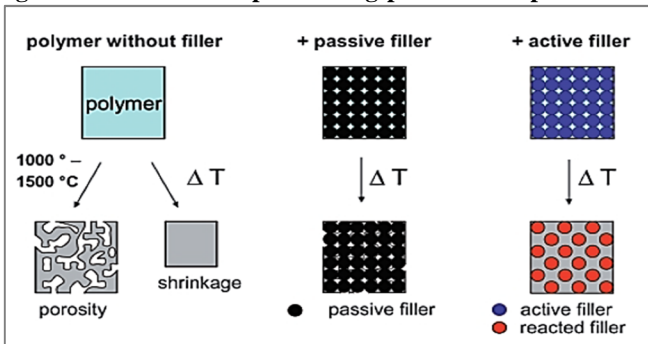 polymer without filler
+ passive filler
+ active filler
polymer
1000 ° –
1500 °C
Δ T
Δ T
Δ T
porosity
shrinkage
passive filler
active filler
reacted filler